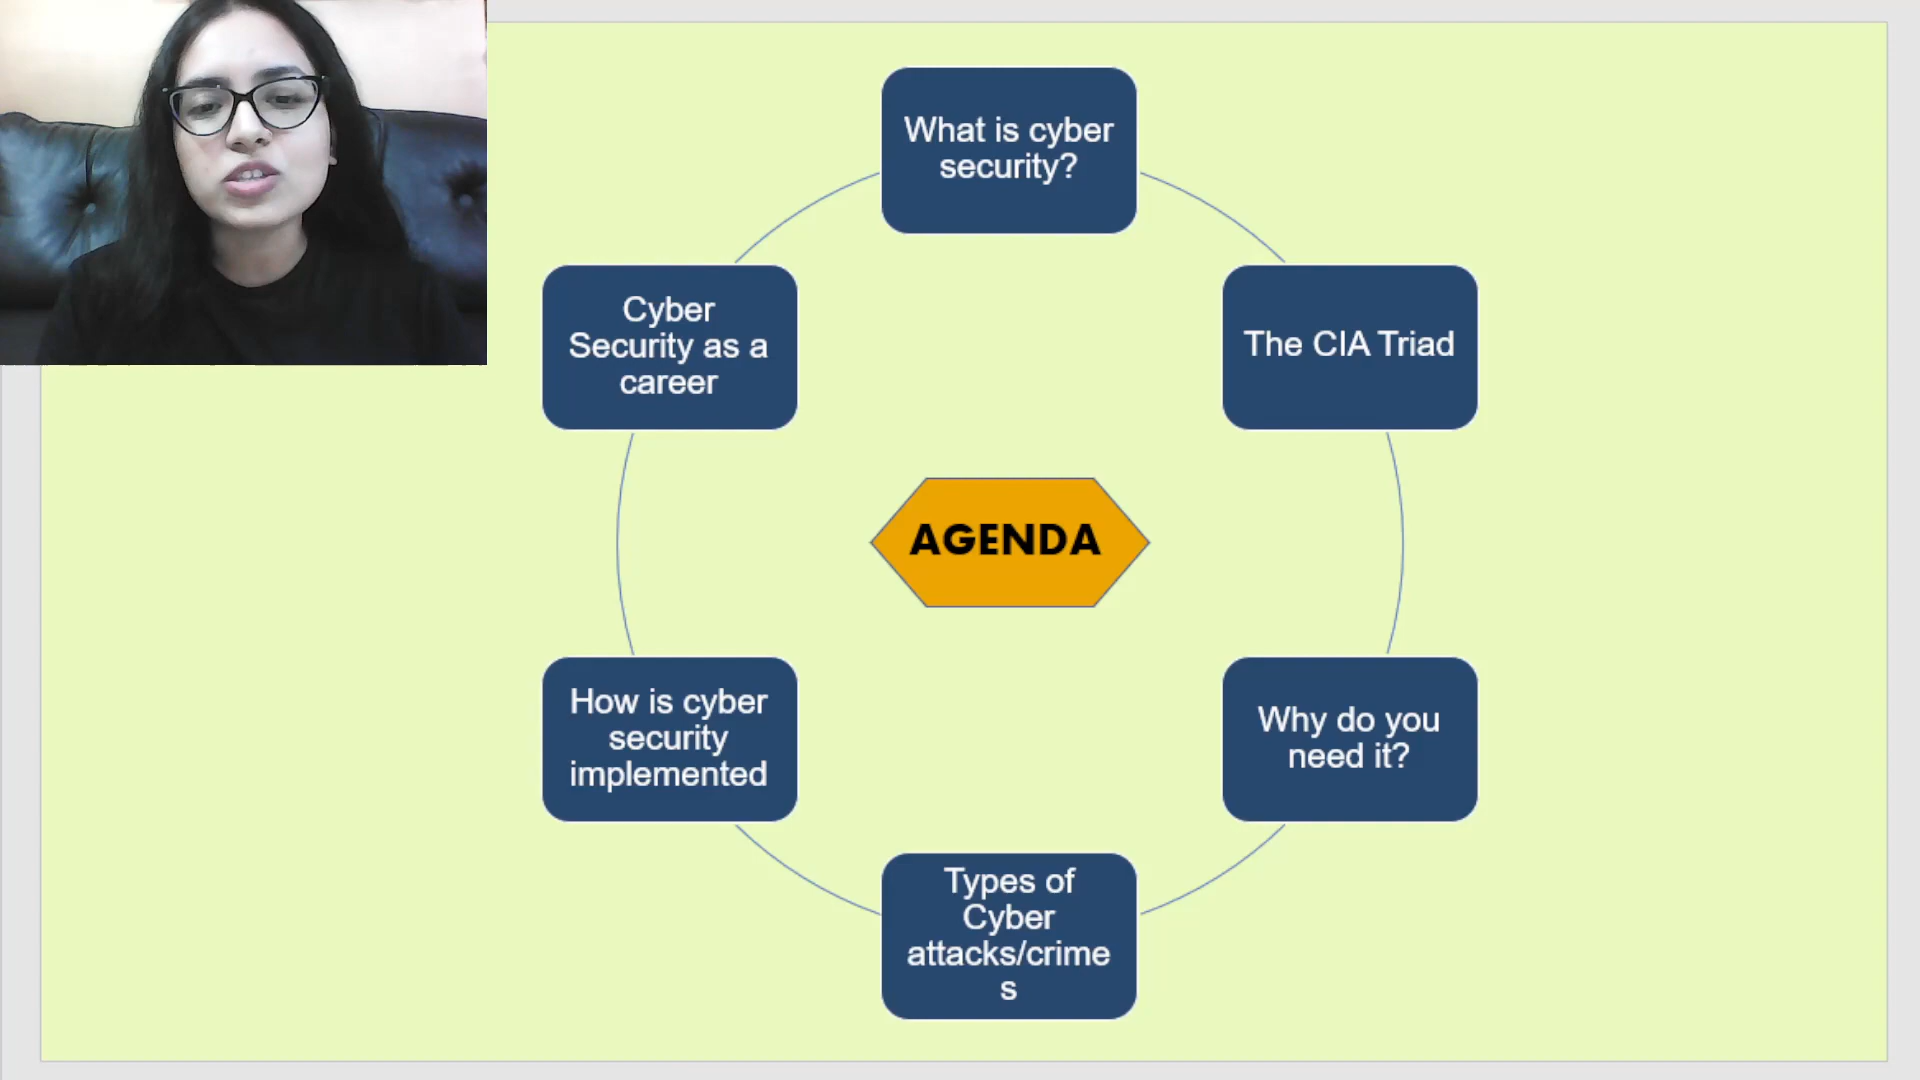 What is cyber
security?
The CIA Triad
Why do you
need it?
Types of
Cyber
attacks/crime
s
How is cyber
security
implemented
Cyber
Security as a
career
AGENDA